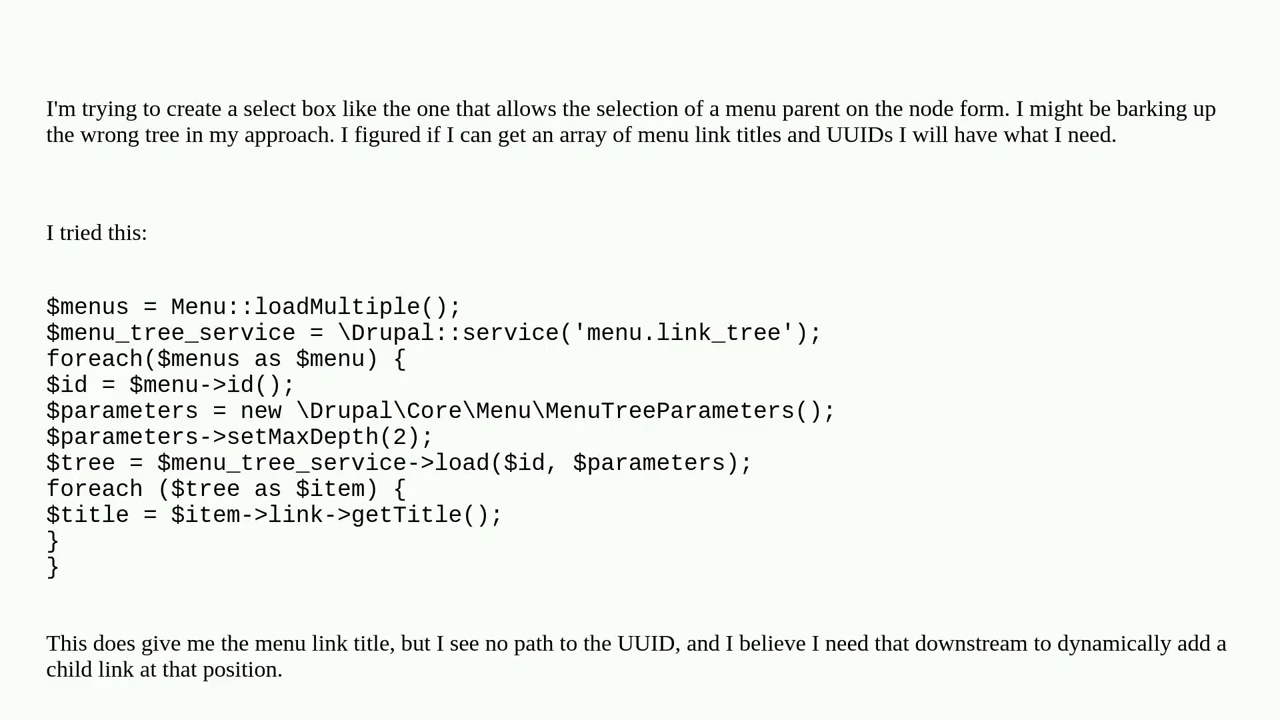 I'm trying to create a select box like the one that allows the selection of a menu parent on the node form. I might be barking up
the wrong tree in my approach. I figured if I can get an array of menu link titles and UUIDs I will have what I need.
I tried this:
$menus = Menu::loadMultiple();
$menu_tree_service = \Drupal::service('menu.link_tree');
foreach($menus as $menu) {
$id = $menu->id();
$parameters = new \Drupal\Core\Menu\MenuTreeParameters();
$parameters->setMaxDepth(2);
$tree = $menu_tree_service->load($id, $parameters);
foreach ($tree as $item) {
$title = $item->link->getTitle();
}
}
This does give me the menu link title, but I see no path to the UUID, and I believe I need that downstream to dynamically add a
child link at that position.